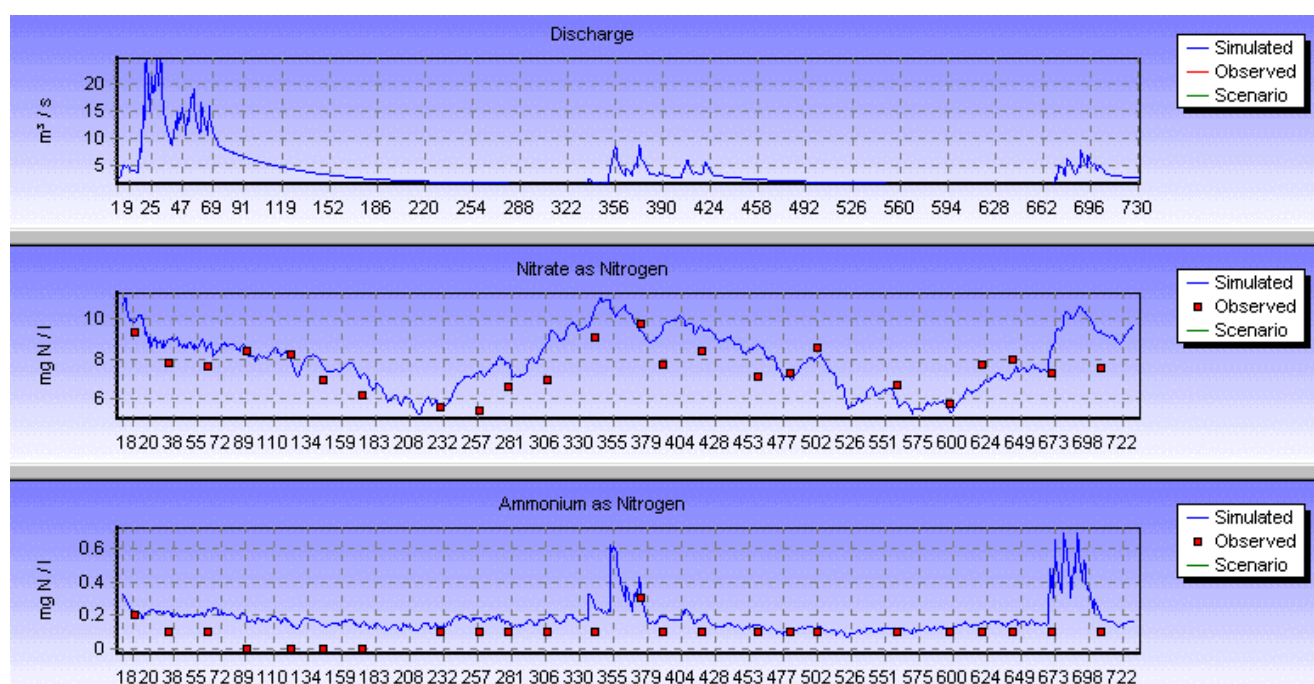 Discharge
Simulated
Observed
Scenario
m³ / s
20
15
10
5
19 25 47 69 91 119 152 186 220 254 288 322 356 390 424 458 492 526 560 594 628 662 696 730
Nitrate as Nitrogen
Simulated
Observed
Scenario
mg N / l
10
8
6
18 20 38 55 72 89 110 134 159 183 208 232 257 281 306 330 355 379 404 428 453 477 502 526 551 575 600 624 649 673 698 722
Ammonium as Nitrogen
Simulated
Observed
Scenario
mg N / l
0.6
0.4
0.2
0
18 20 38 55 72 89 110 134 159 183 208 232 257 281 306 330 355 379 404 428 453 477 502 526 551 575 600 624 649 673 698 722